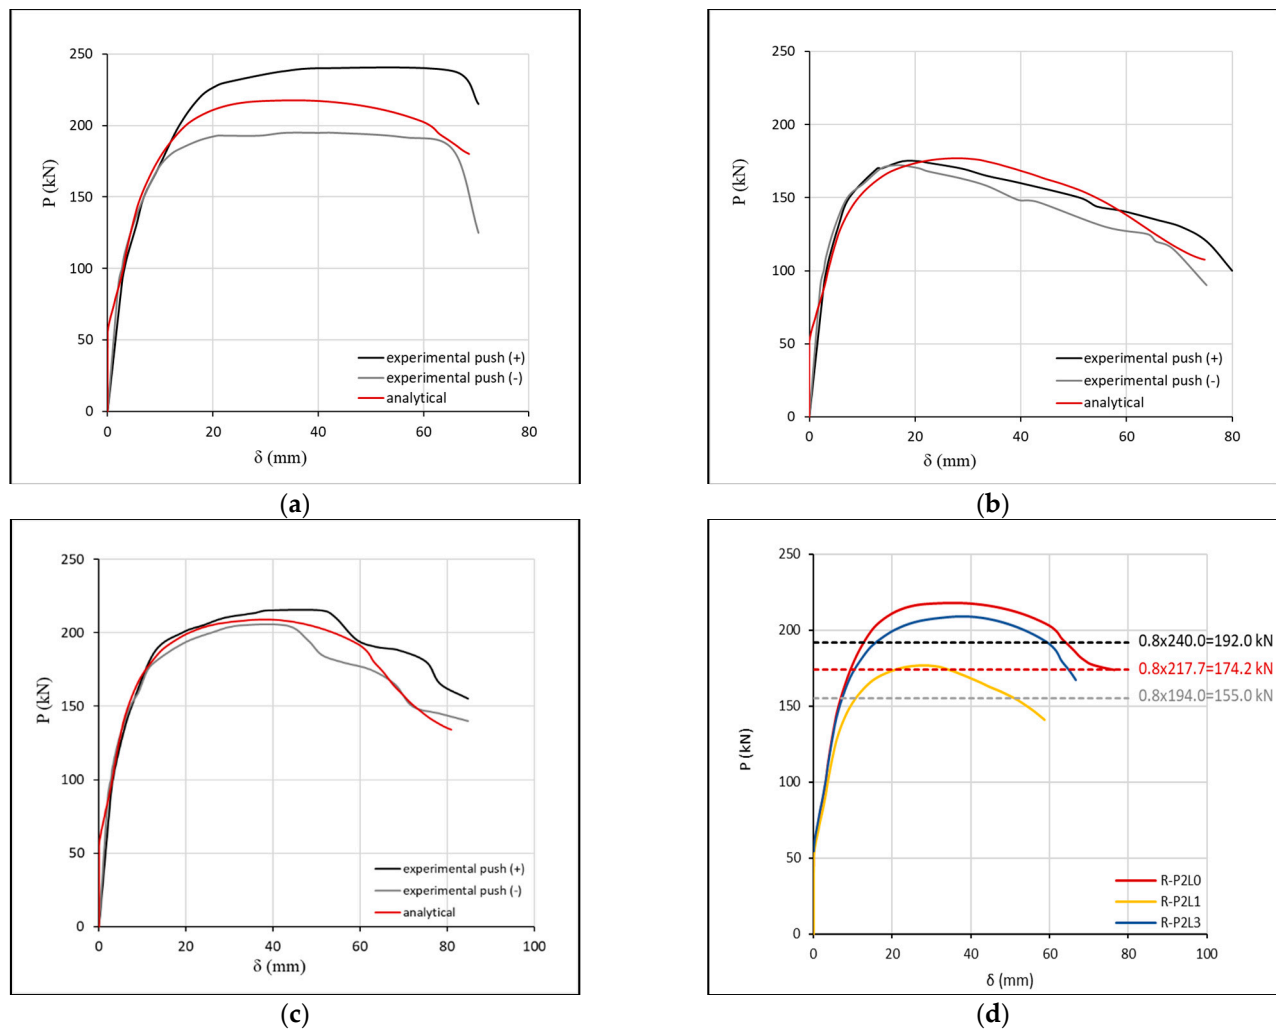 250
200
150
100
50
0
P (kN)
0 20 40 60 80
δ (mm)
experimental push (+)
experimental push (-)
analytical
(a)
250
200
150
100
50
0
P (kN)
0 20 40 60 80
δ (mm)
experimental push (+)
experimental push (-)
analytical
(b)
250
200
150
100
50
0
P (kN)
0 20 40 60 80 100
δ (mm)
experimental push (+)
experimental push (-)
analytical
(c)
250
200
150
100
50
0
P (kN)
0.8x240.0=192.0 kN
0.8x217.7=174.2 kN
0.8x194.0=155.0 kN
R-P2L0
R-P2L1
R-P2L3
0 20 40 60 80 100
δ (mm)
(d)